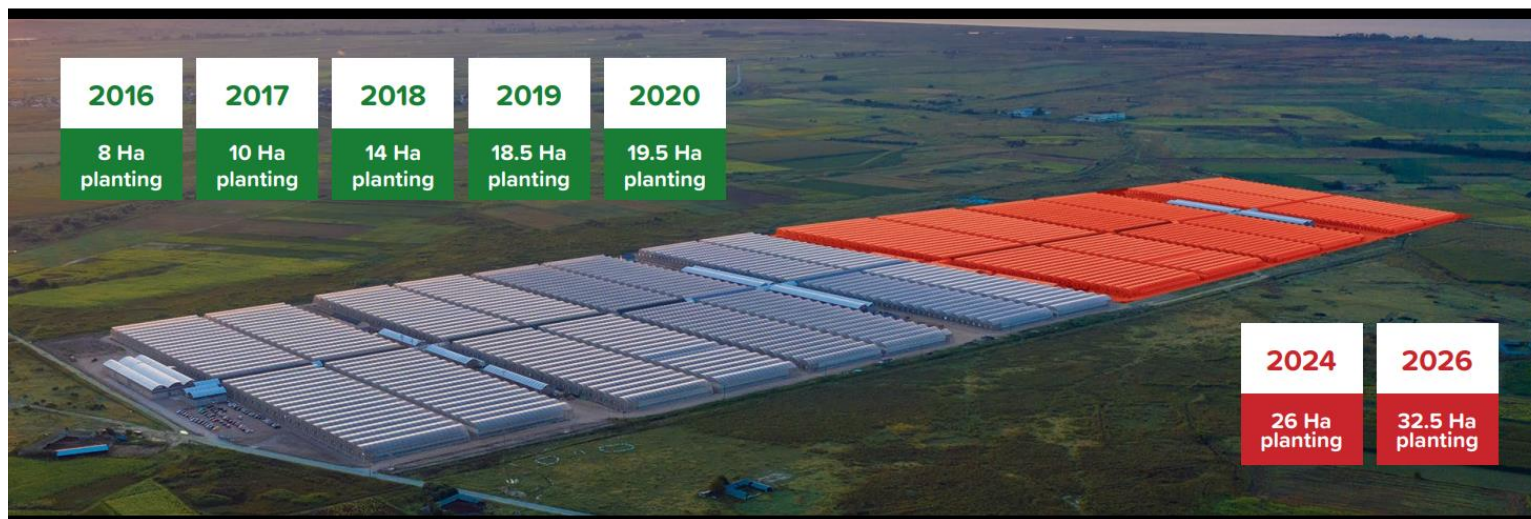 2016
8 Ha
planting
2017
10 Ha
planting
2018
14 Ha
planting
2019
18.5 Ha
planting
2020
19.5 Ha
planting
2024
26 Ha
planting
2026
32.5 Ha
planting